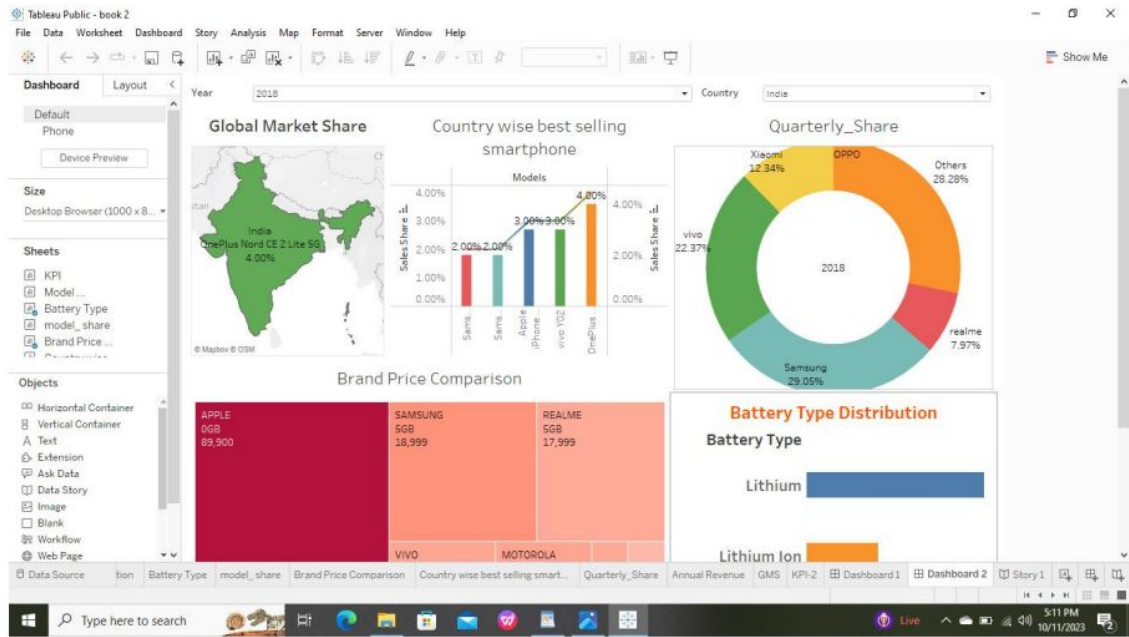 Tableau Public - book 2
File Data Worksheet Dashboard Story Analysis Map Format Server Window Help
Show Me
Dashboard Layout
Default
Phone
Device Preview
Size
Desktop Browser (1000 x 8...
Sheets
KPI
Model ...
Battery Type
model_ share
Brand Price ...
Objects
Horizontal Container
Vertical Container
Text
Extension
Ask Data
Data Story
Image
Blank
Workflow
Web Page
Year 2018 Country India
Global Market Share
India
OnePlus Nord CE 2 Lite 5G
4.00%
© Mapbox © OSM
Country wise best selling
smartphone
Models
Sales Share
4.00%
3.00%
2.00%
1.00%
0.00%
2.00% 2.00% 3.00% 3.00% 4.00%
4.00%
2.00%
0.00%
Sales Share
Sams..
Sams..
Apple
iPhone..
vivo Y02
OnePlus
Quarterly_Share
Xiaomi
12.34%
OPPO
Others
28.28%
vivo
22.37%
2018
realme
7.97%
Samsung
29.05%
Brand Price Comparison
APPLE
0GB
89,900
SAMSUNG
5GB
18,999
REALME
5GB
17,999
VIVO
MOTOROLA
Battery Type Distribution
Battery Type
Lithium
Lithium Ion
Data Source tion Battery Type model_share Brand Price Comparison Country wise best selling smart... Quarterly_Share Annual Revenue GMS KPI-2 Dashboard 1 Dashboard 2 Story 1
Type here to search
Live
5:11 PM
10/11/2023